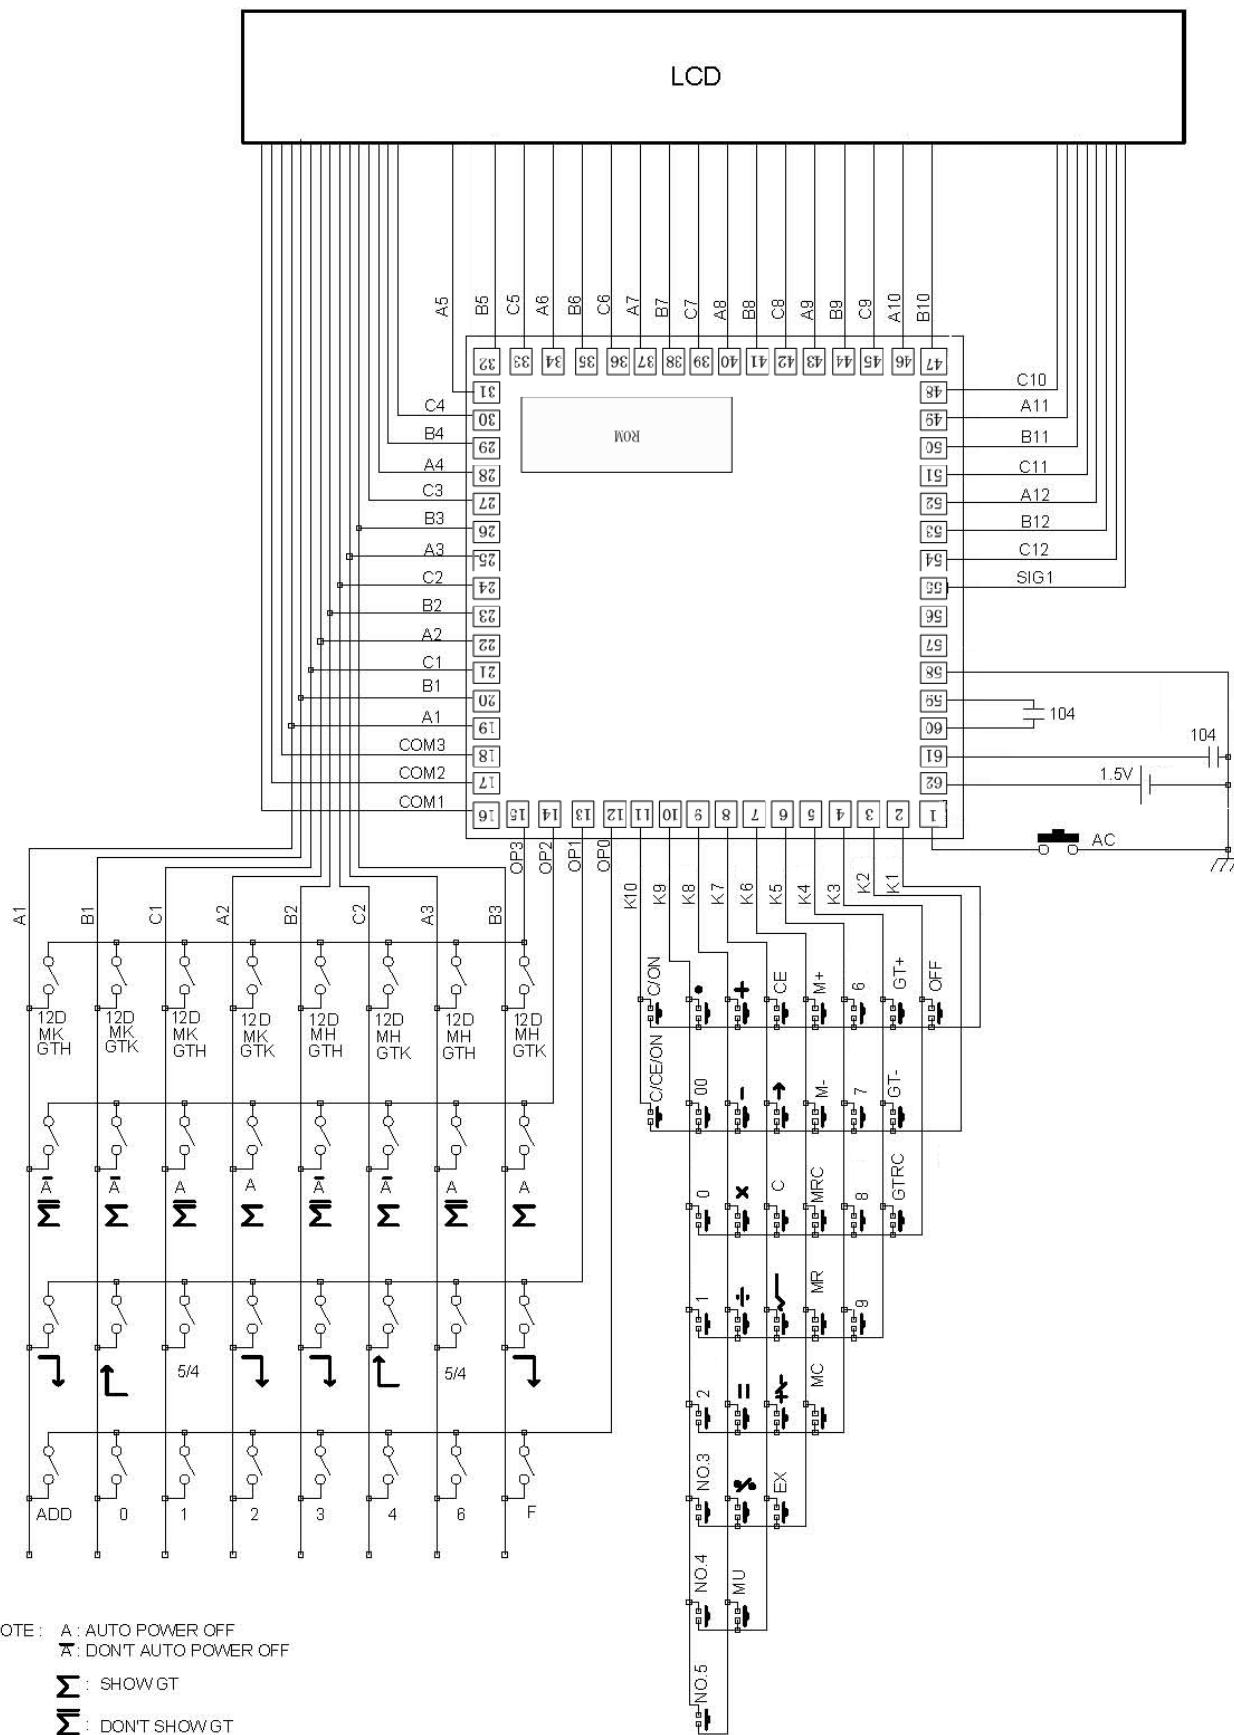 LCD
A5 B5 C5 A6 B6 C6 A7 B7 C7 A8 B8 C8 A9 B9 C9 A10 B10
32 33 34 35 36 37 38 39 40 41 42 43 44 45 46 47
31 48 C10
C4 30 49 A11
ROM
B4 29 50 B11
A4 28 51 C11
C3 27 52 A12
B3 26 53 B12
A3 25 54 C12
C2 24 55 SIG1
B2 23 56
A2 22 57
C1 21 58
B1 20 59
104
A1 19 60
COM3 18 61 104
COM2 17 62 1.5V
COM1 16 15 14 13 12 11 10 9 8 7 6 5 4 3 2 1
AC
OP3 OP2 OP1 OP0
K10 K9 K8 K7 K6 K5 K4 K3 K2 K1
A1 B1 C1 A2 B2 C2 A3 B3
C/ON • + CE M+ 6 GT+ OFF
12D 12D 12D 12D 12D 12D 12D 12D
MK MK MK MK MH MH MH MH
GTH GTK GTH GTK GTH GTK GTH GTK
C/CE/ON 00 − → M- 7 GT-
A̅ A̅ A A A̅ A̅ A A
Σ̅ Σ Σ̅ Σ Σ̅ Σ Σ̅ Σ
0 × C MRC 8 GTRC
1 ÷ √ MR 9
5/4 5/4
2 = MC
NO.3 % EX
ADD 0 1 2 3 4 6 F
NO.4 MU
NO.5
OTE : A : AUTO POWER OFF
A̅ : DON'T AUTO POWER OFF
Σ : SHOW GT
Σ̅ : DON'T SHOW GT